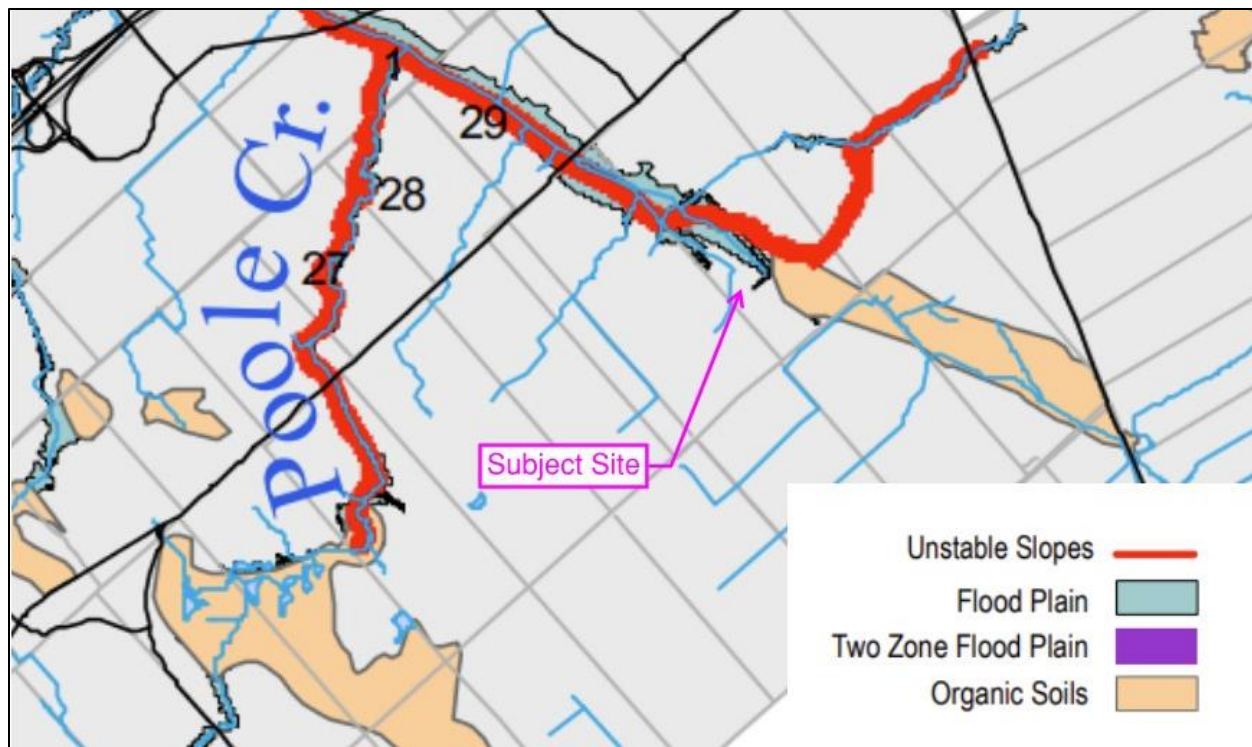 1
29
28
27
Poole Cr.
Subject Site
Unstable Slopes
Flood Plain
Two Zone Flood Plain
Organic Soils